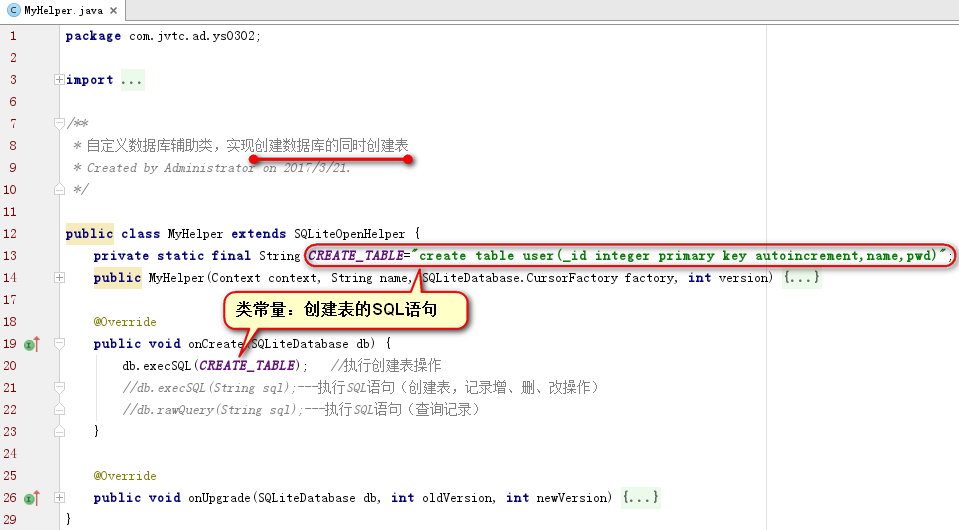 MyHelper.java ×
1 package com.jvtc.ad.ys0302;
2
3 import ...
6
7 /**
8 * 自定义数据库辅助类，实现创建数据库的同时创建表
9 * Created by Administrator on 2017/3/21.
10 */
11
12 public class MyHelper extends SQLiteOpenHelper {
13 private static final String CREATE_TABLE="create table user(_id integer primary key autoincrement,name,pwd)";
14 public MyHelper(Context context, String name, SQLiteDatabase.CursorFactory factory, int version) {...}
17
类常量：创建表的SQL语句
18 @Override
19 public void onCreate(SQLiteDatabase db) {
20 db.execSQL(CREATE_TABLE); //执行创建表操作
21 //db.execSQL(String sql);---执行SQL语句（创建表，记录增、删、改操作）
22 //db.rawQuery(String sql);---执行SQL语句（查询记录）
23 }
24
25 @Override
26 public void onUpgrade(SQLiteDatabase db, int oldVersion, int newVersion) {...}
29 }